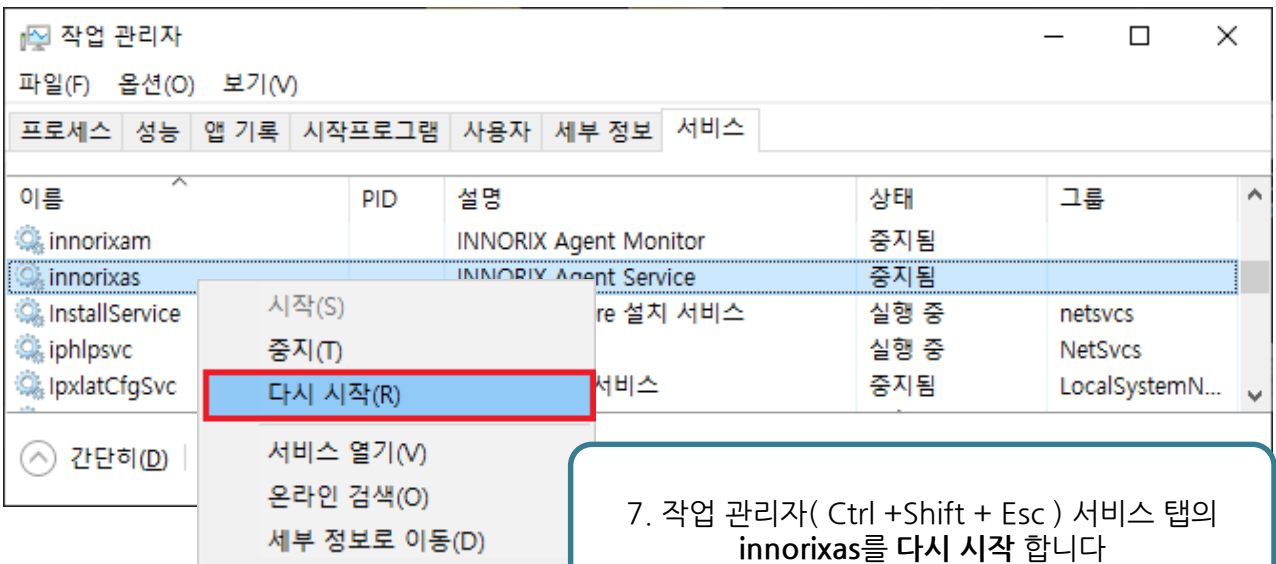 작업 관리자
파일(F) 옵션(O) 보기(V)
프로세스 성능 앱 기록 시작프로그램 사용자 세부 정보 서비스
이름 PID 설명 상태 그룹
innorixam INNORIX Agent Monitor 중지됨
innorixas INNORIX Agent Service 중지됨
InstallService re 설치 서비스 실행 중 netsvcs
iphlpsvc 실행 중 NetSvcs
IpxlatCfgSvc 서비스 중지됨 LocalSystemN...
시작(S)
중지(T)
다시 시작(R)
서비스 열기(V)
온라인 검색(O)
세부 정보로 이동(D)
간단히(D)
7. 작업 관리자( Ctrl +Shift + Esc ) 서비스 탭의
innorixas를 다시 시작 합니다